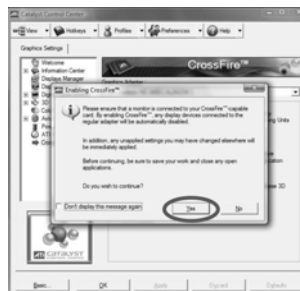 Catalyst Control Center
View
Hotkeys
Profiles
Preferences
Help
Graphics Settings
Welcome
Information Center
Displays Manager
CrossFire™
Enabling CrossFire™
Please ensure that a monitor is connected to your CrossFire™-capable
card. By enabling CrossFire™, any display devices connected to the
regular adapter will be automatically disabled.
In addition, any unapplied settings you may have changed elsewhere will
be immediately applied.
Before continuing, be sure to save your work and close any open
applications.
Do you wish to continue?
Don't display this message again
Yes
No
CATALYST
Basic...
OK
Apply
Discard
Defaults